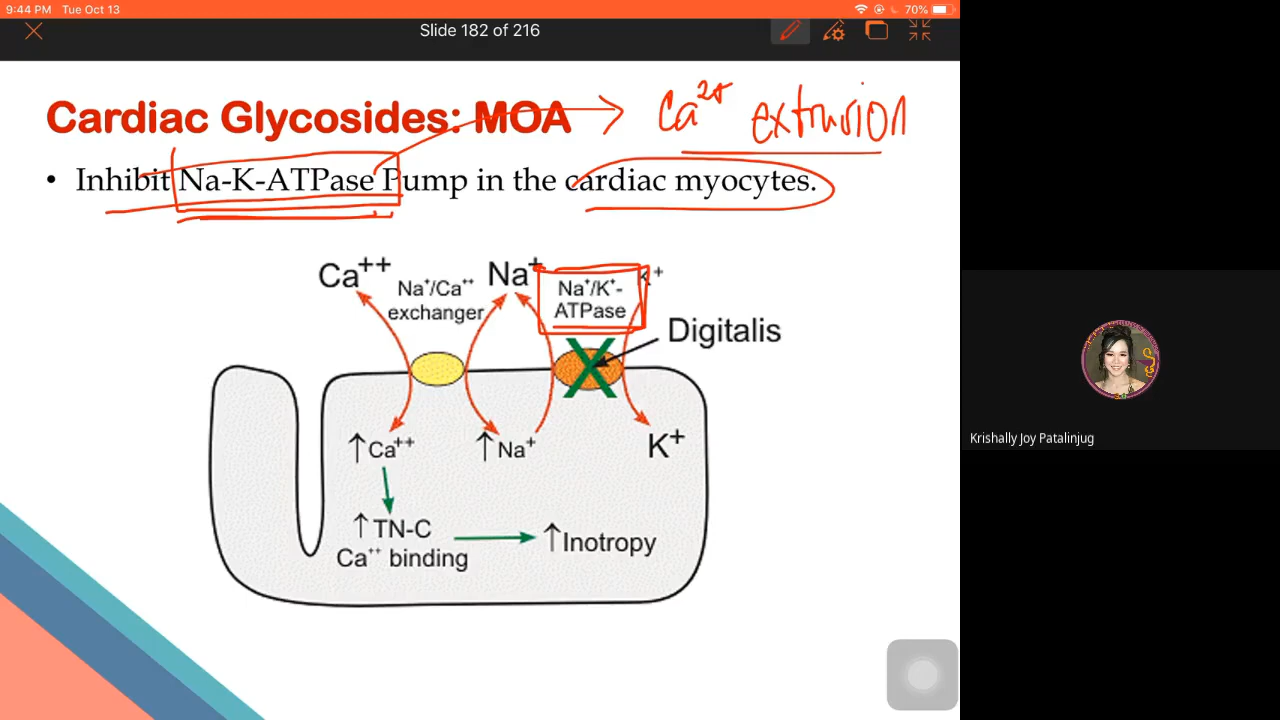 9:44 PM Tue Oct 13
70%
Slide 182 of 216
Cardiac Glycosides: MOA
Ca2+ extrusion
• Inhibit Na-K-ATPase Pump in the cardiac myocytes.
Ca++
Na+/Ca++
exchanger
Na+
Na+/K+-
ATPase
K+
Digitalis
↑Ca++
↑Na+
K+
↑TN-C
Ca++ binding
↑Inotropy
Krishally Joy Patalinjug